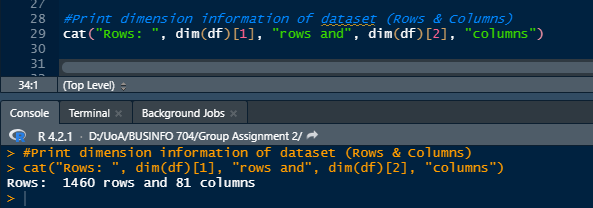 27
28 #Print dimension information of dataset (Rows & Columns)
29 cat("Rows: ", dim(df)[1], "rows and", dim(df)[2], "columns")
30
31
34:1 (Top Level)
Console Terminal Background Jobs
R 4.2.1 · D:/UoA/BUSINFO 704/Group Assignment 2/
> #Print dimension information of dataset (Rows & Columns)
> cat("Rows: ", dim(df)[1], "rows and", dim(df)[2], "columns")
Rows:  1460 rows and 81 columns
>